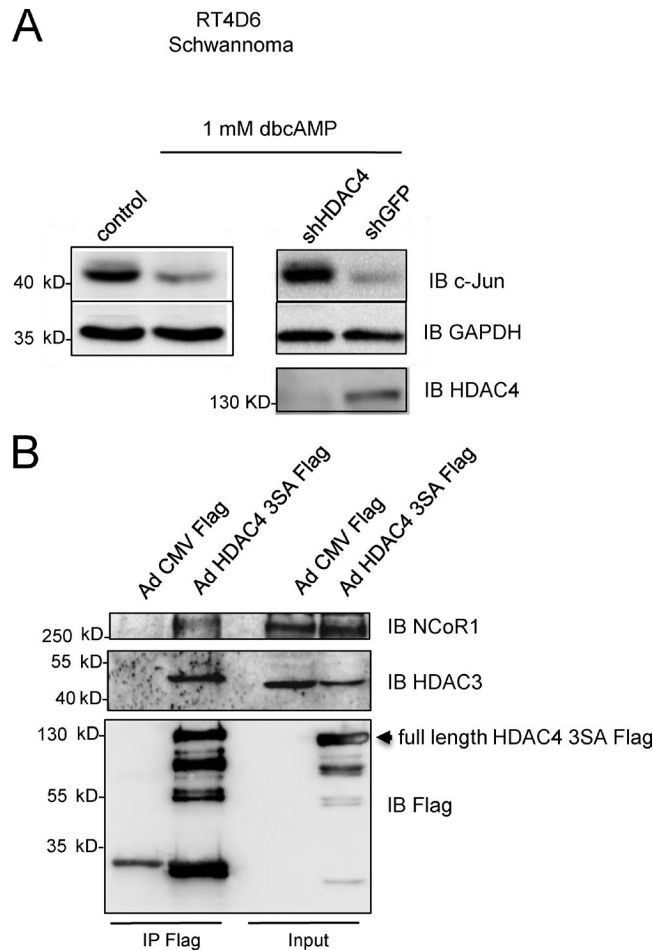 A
RT4D6
Schwannoma
1 mM dbcAMP
control
shHDAC4
shGFP
40 kD-
IB c-Jun
35 kD-
IB GAPDH
130 KD-
IB HDAC4
B
Ad CMV Flag
Ad HDAC4 3SA Flag
Ad CMV Flag
Ad HDAC4 3SA Flag
250 kD-
IB NCoR1
55 kD-
IB HDAC3
40 kD-
130 kD-
full length HDAC4 3SA Flag
55 kD-
IB Flag
35 kD-
IP Flag
Input